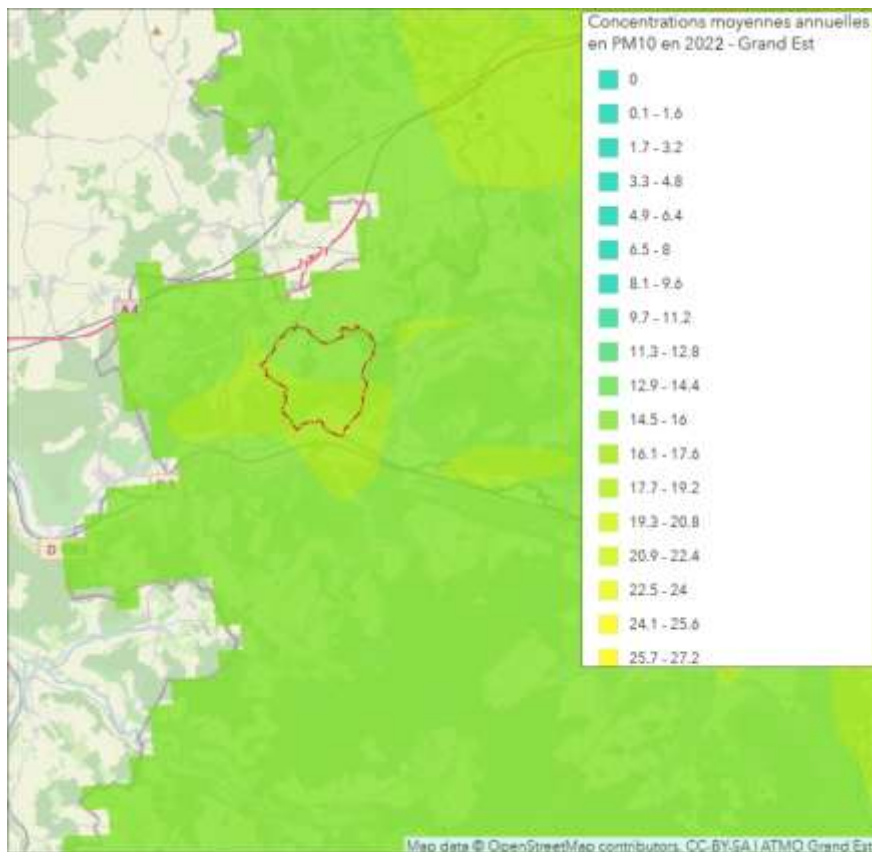 Concentrations moyennes annuelles
en PM10 en 2022 - Grand Est
0
0.1 - 1.6
1.7 - 3.2
3.3 - 4.8
4.9 - 6.4
6.5 - 8
8.1 - 9.6
9.7 - 11.2
11.3 - 12.8
12.9 - 14.4
14.5 - 16
16.1 - 17.6
17.7 - 19.2
19.3 - 20.8
20.9 - 22.4
22.5 - 24
24.1 - 25.6
25.7 - 27.2
A4
D
Map data © OpenStreetMap contributors, CC-BY-SA | ATMO Grand Est